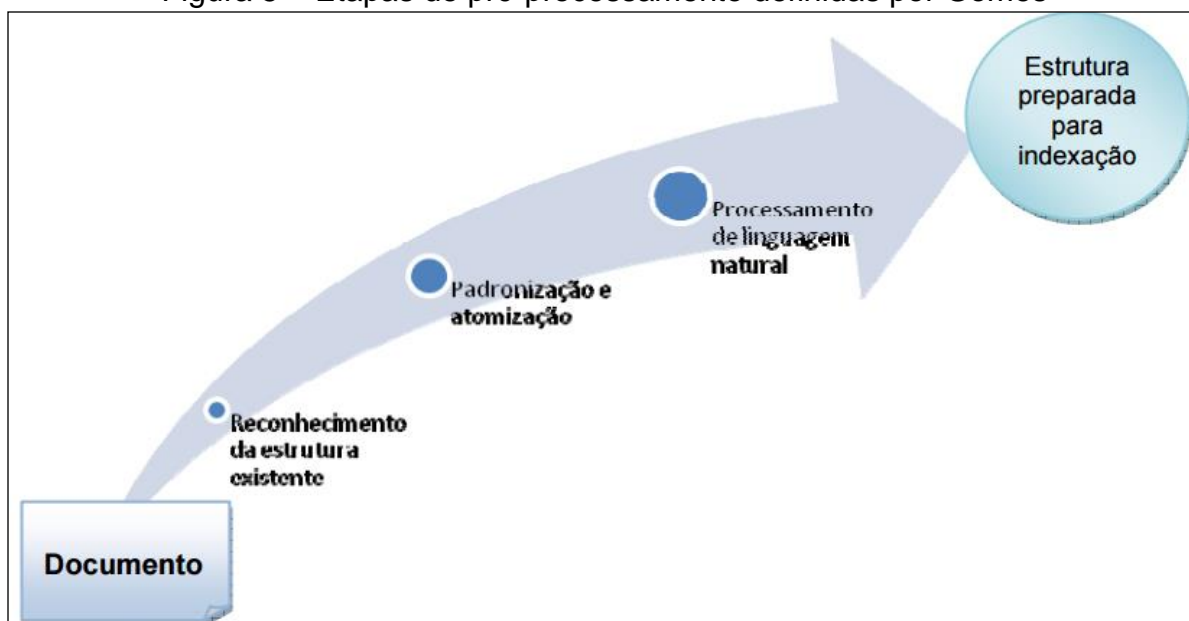 Estrutura
preparada
para
indexação
Processamento
de linguagem
natural
Padronização e
atomização
Reconhecimento
da estrutura
existente
Documento